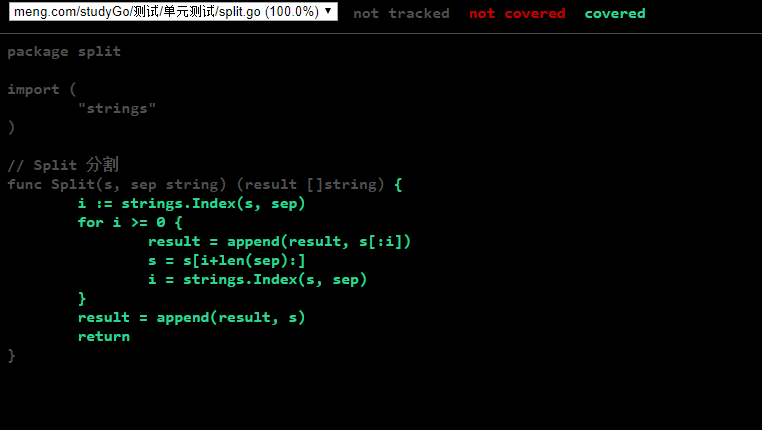 meng.com/studyGo/测试/单元测试/split.go (100.0%) not tracked not covered covered
package split
import (
"strings"
)
// Split 分割
func Split(s, sep string) (result []string) {
i := strings.Index(s, sep)
for i >= 0 {
result = append(result, s[:i])
s = s[i+len(sep):]
i = strings.Index(s, sep)
}
result = append(result, s)
return
}